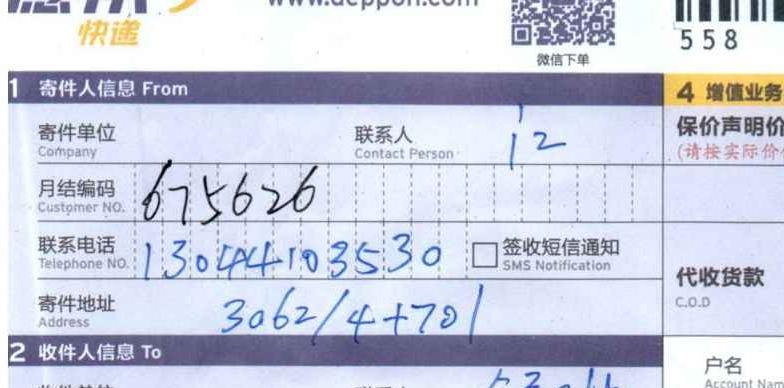 www.deppon.com
快递
微信下单
558
1 寄件人信息 From
4 增值业务
寄件单位
Company
联系人
Contact Person
12
保价声明价
(请按实际价
月结编码
Customer NO.
675626
联系电话
Telephone NO.
13044103530
签收短信通知
SMS Notification
代收货款
C.O.D
寄件地址
Address
3062/4+701
2 收件人信息 To
户名
Account Nam